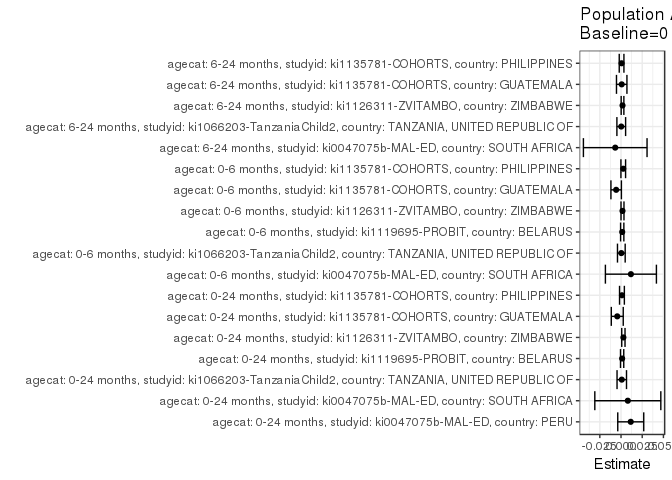 Population
Baseline=0
agecat: 6-24 months, studyid: ki1135781-COHORTS, country: PHILIPPINES
agecat: 6-24 months, studyid: ki1135781-COHORTS, country: GUATEMALA
agecat: 6-24 months, studyid: ki1126311-ZVITAMBO, country: ZIMBABWE
agecat: 6-24 months, studyid: ki1066203-TanzaniaChild2, country: TANZANIA, UNITED REPUBLIC OF
agecat: 6-24 months, studyid: ki0047075b-MAL-ED, country: SOUTH AFRICA
agecat: 0-6 months, studyid: ki1135781-COHORTS, country: PHILIPPINES
agecat: 0-6 months, studyid: ki1135781-COHORTS, country: GUATEMALA
agecat: 0-6 months, studyid: ki1126311-ZVITAMBO, country: ZIMBABWE
agecat: 0-6 months, studyid: ki1119695-PROBIT, country: BELARUS
agecat: 0-6 months, studyid: ki1066203-TanzaniaChild2, country: TANZANIA, UNITED REPUBLIC OF
agecat: 0-6 months, studyid: ki0047075b-MAL-ED, country: SOUTH AFRICA
agecat: 0-24 months, studyid: ki1135781-COHORTS, country: PHILIPPINES
agecat: 0-24 months, studyid: ki1135781-COHORTS, country: GUATEMALA
agecat: 0-24 months, studyid: ki1126311-ZVITAMBO, country: ZIMBABWE
agecat: 0-24 months, studyid: ki1119695-PROBIT, country: BELARUS
agecat: 0-24 months, studyid: ki1066203-TanzaniaChild2, country: TANZANIA, UNITED REPUBLIC OF
agecat: 0-24 months, studyid: ki0047075b-MAL-ED, country: SOUTH AFRICA
agecat: 0-24 months, studyid: ki0047075b-MAL-ED, country: PERU
-0.025 0.000 0.025 0.05
Estimate